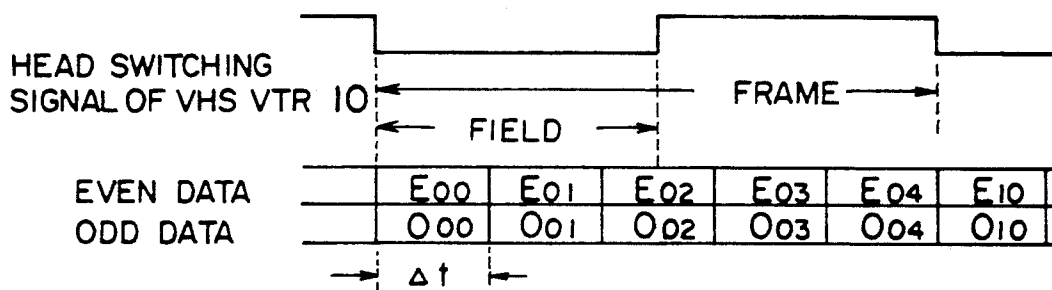 HEAD SWITCHING
SIGNAL OF VHS VTR 10
FRAME
FIELD
EVEN DATA E00 E01 E02 E03 E04 E10
ODD DATA O00 O01 O02 O03 O04 O10
Δt